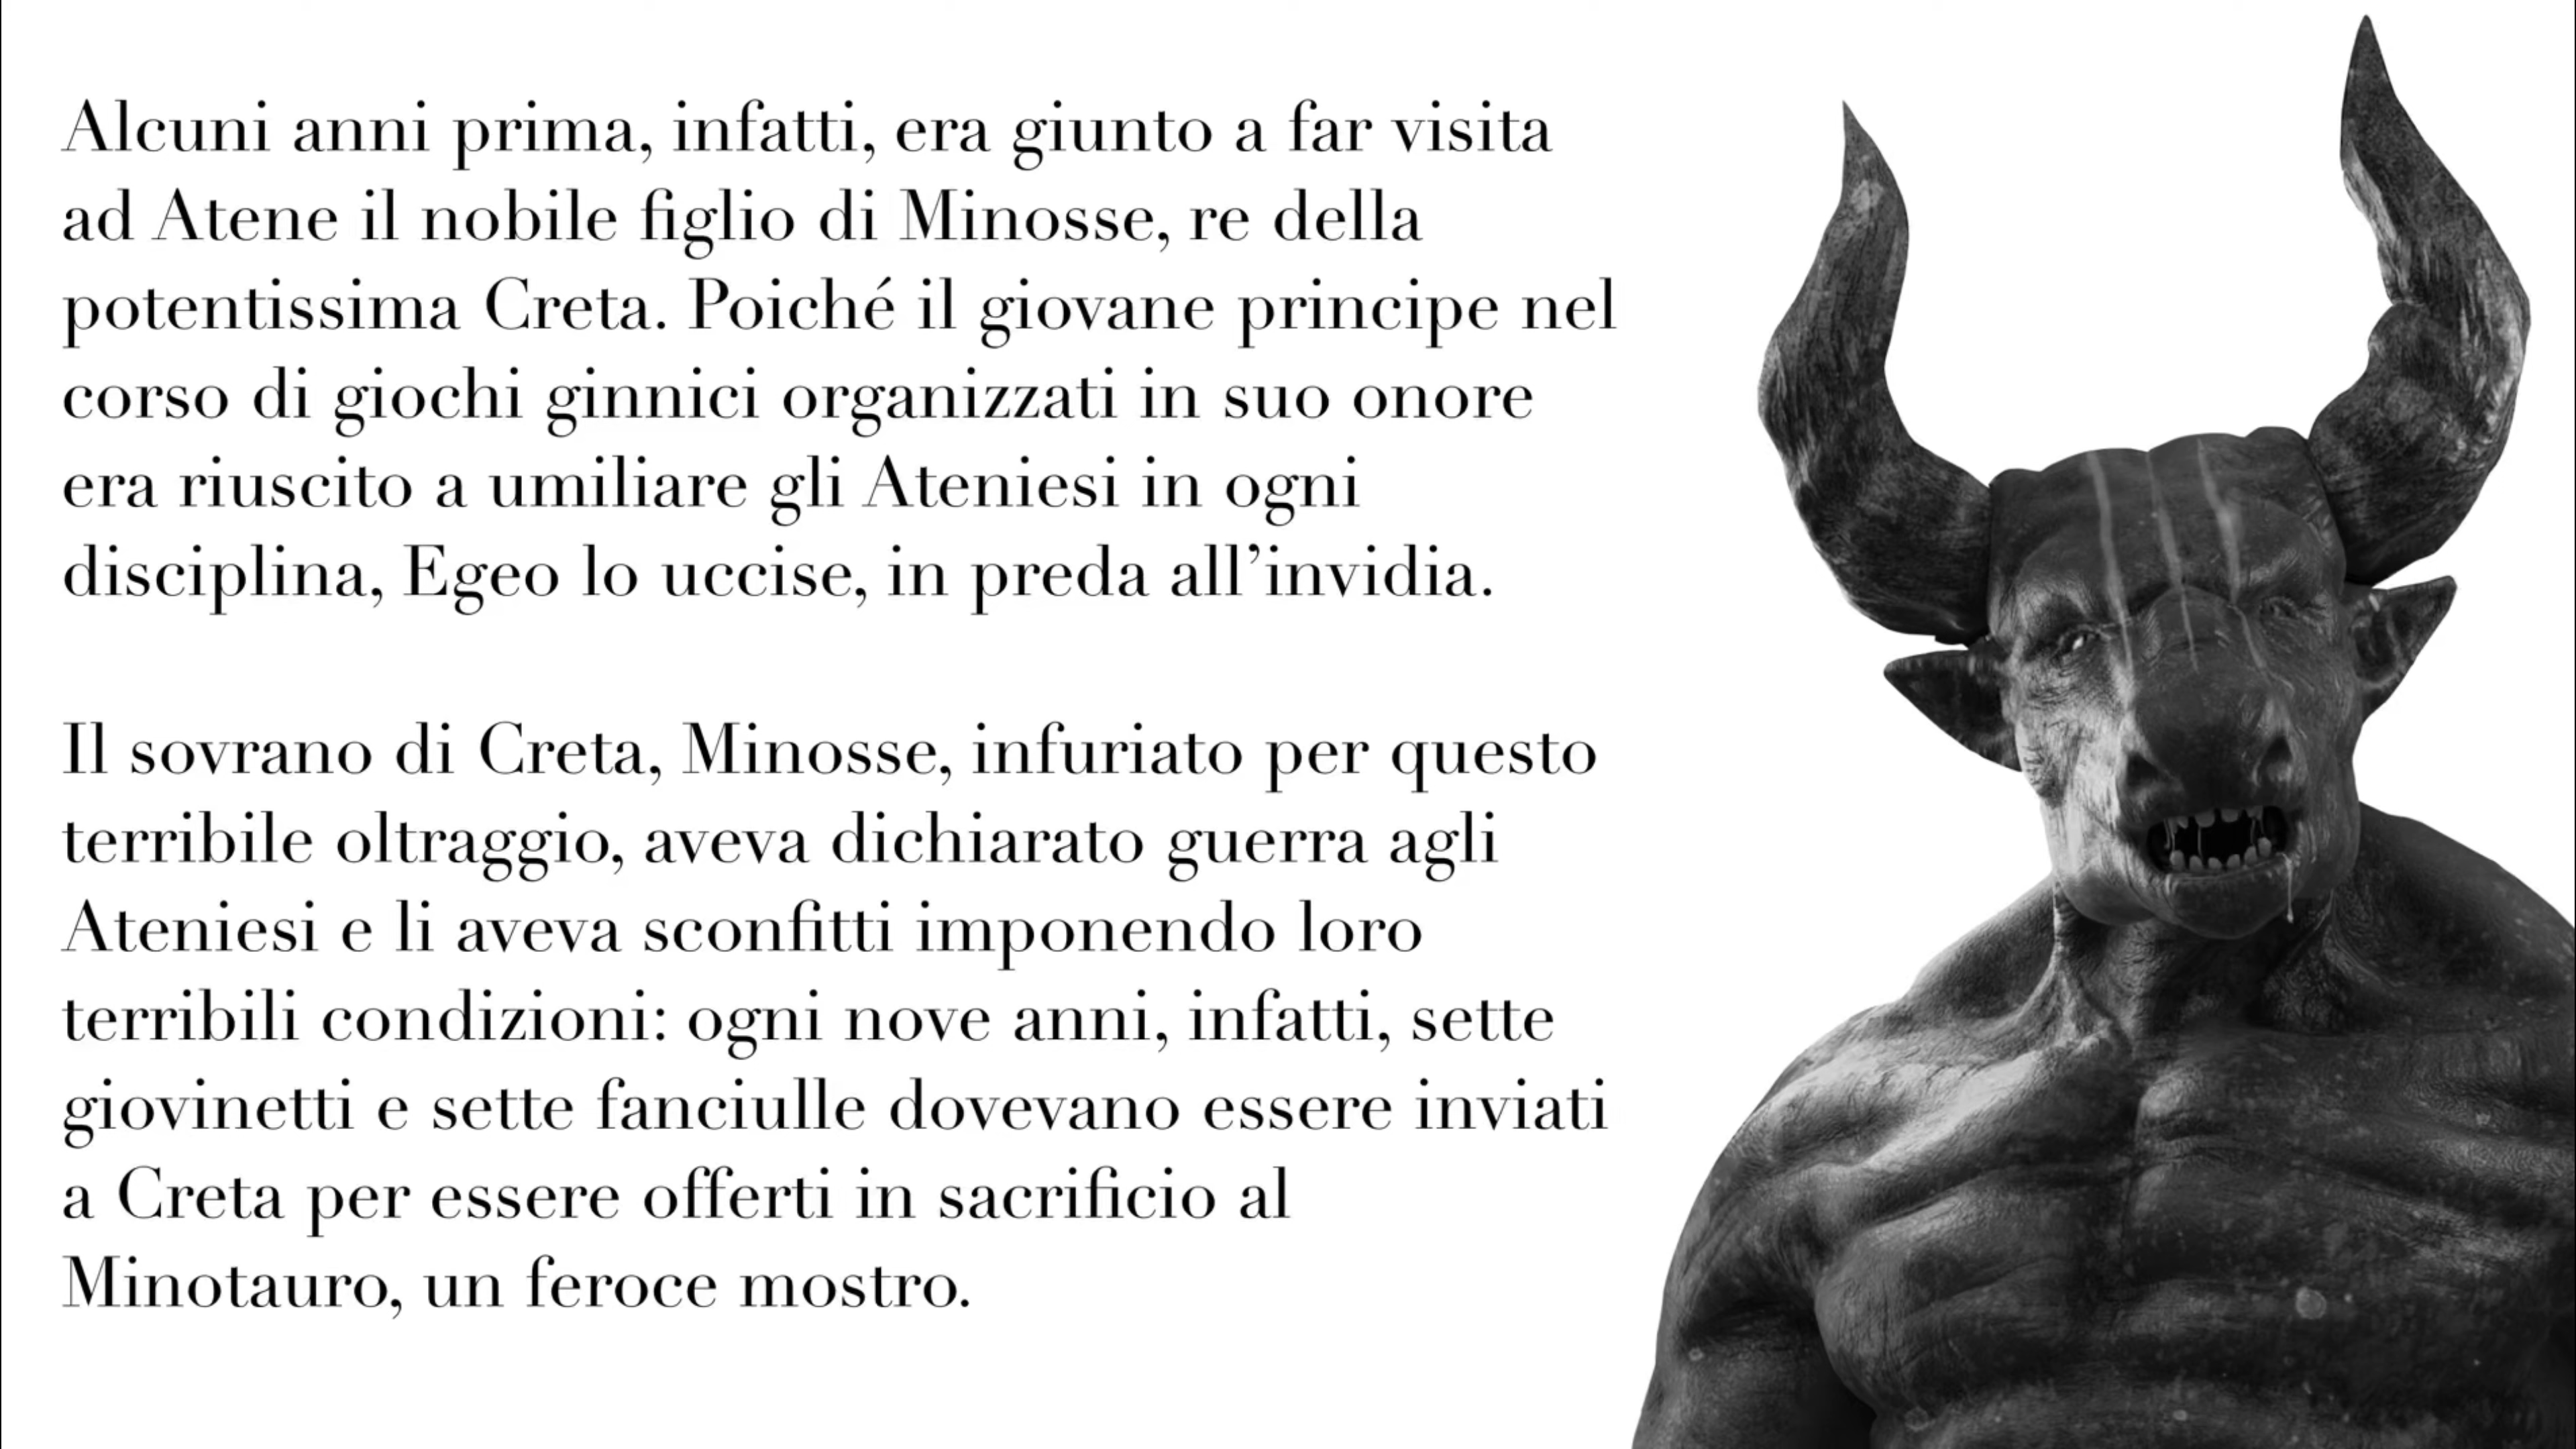 Alcuni anni prima, infatti, era giunto a far visita
ad Atene il nobile figlio di Minosse, re della
potentissima Creta. Poiché il giovane principe nel
corso di giochi ginnici organizzati in suo onore
era riuscito a umiliare gli Ateniesi in ogni
disciplina, Egeo lo uccise, in preda all’invidia.
Il sovrano di Creta, Minosse, infuriato per questo
terribile oltraggio, aveva dichiarato guerra agli
Ateniesi e li aveva sconfitti imponendo loro
terribili condizioni: ogni nove anni, infatti, sette
giovinetti e sette fanciulle dovevano essere inviati
a Creta per essere offerti in sacrificio al
Minotauro, un feroce mostro.